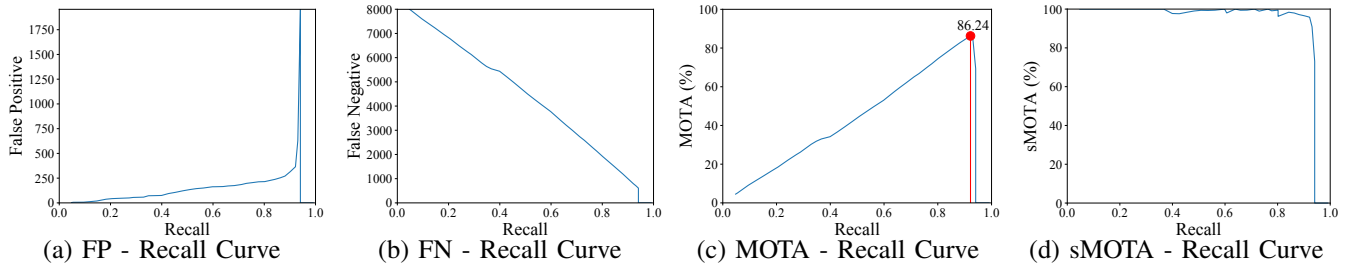 1750
1500
1250
1000
750
500
250
0
False Positive
0.0 0.2 0.4 0.6 0.8 1.0
Recall
(a) FP - Recall Curve
8000
7000
6000
5000
4000
3000
2000
1000
0
False Negative
0.0 0.2 0.4 0.6 0.8 1.0
Recall
(b) FN - Recall Curve
100
80
60
40
20
0
MOTA (%)
86.24
0.0 0.2 0.4 0.6 0.8 1.0
Recall
(c) MOTA - Recall Curve
100
80
60
40
20
0
sMOTA (%)
0.0 0.2 0.4 0.6 0.8 1.0
Recall
(d) sMOTA - Recall Curve